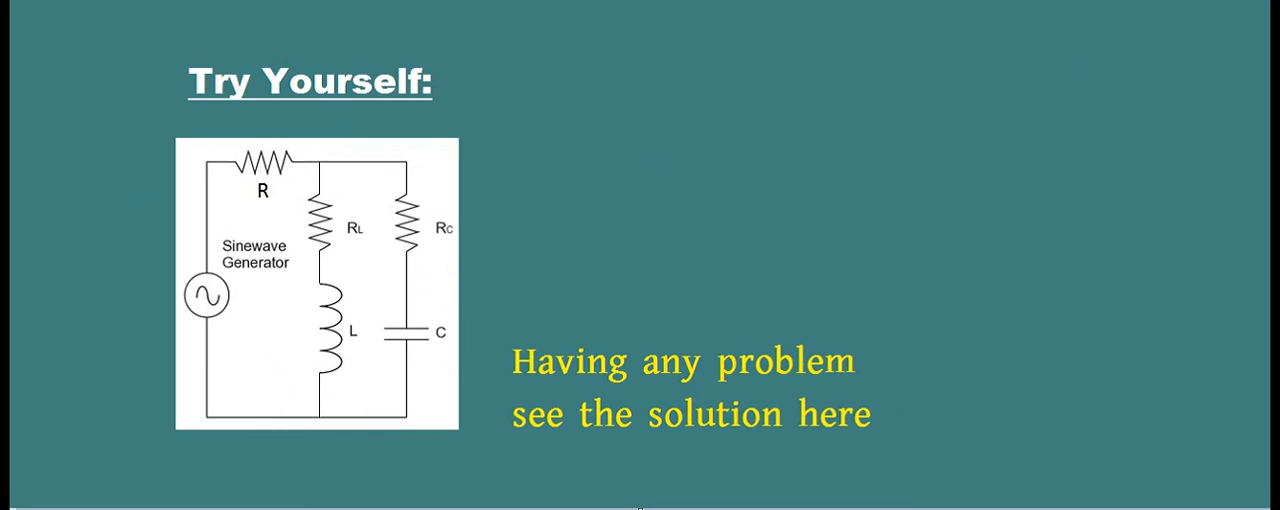 Try Yourself:
R
RL
RC
Sinewave
Generator
L
C
Having any problem
see the solution here